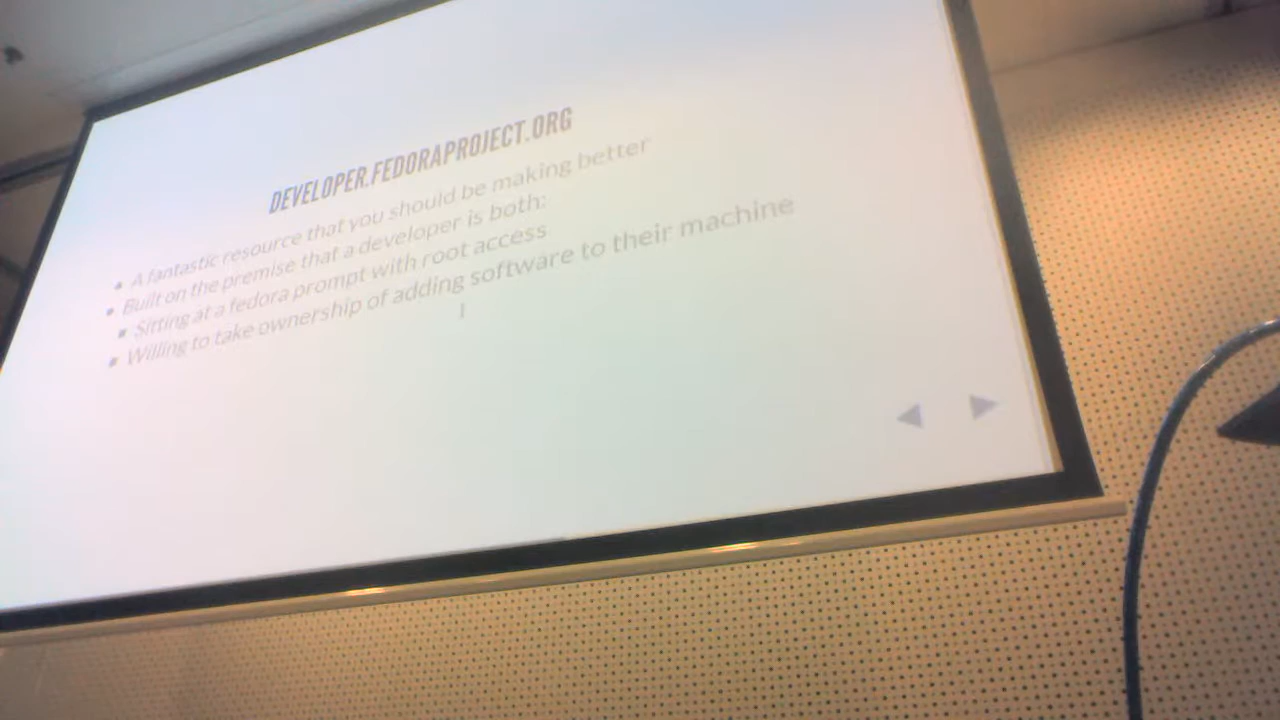 DEVELOPER.FEDORAPROJECT.ORG
A fantastic resource that you should be making better
Built on the premise that a developer is both:
Sitting at a fedora prompt with root access
Willing to take ownership of adding software to their machine